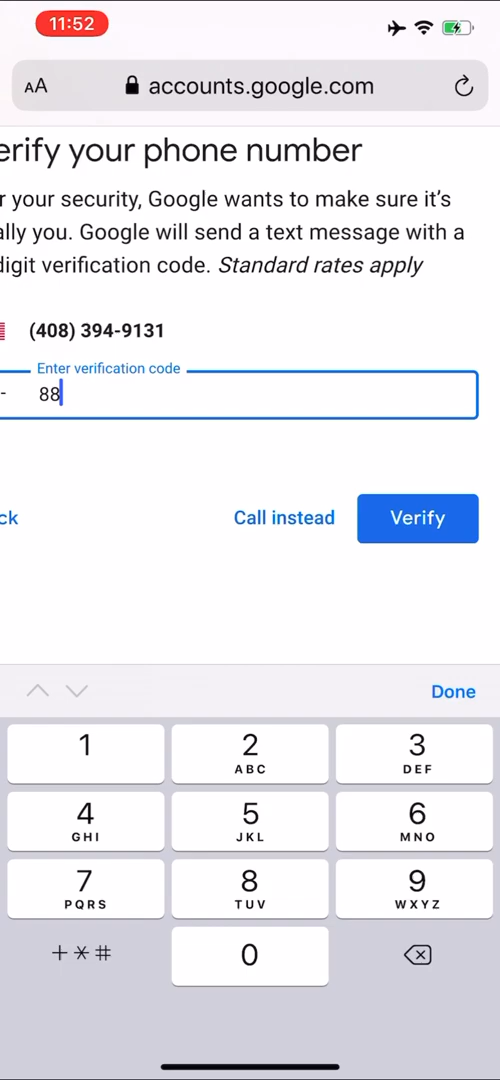 11:52
AA accounts.google.com
erify your phone number
r your security, Google wants to make sure it’s
ally you. Google will send a text message with a
digit verification code. Standard rates apply
(408) 394-9131
Enter verification code
- 88
ck Call instead Verify
Done
1 2 3
ABC DEF
4 5 6
GHI JKL MNO
7 8 9
PQRS TUV WXYZ
+*# 0